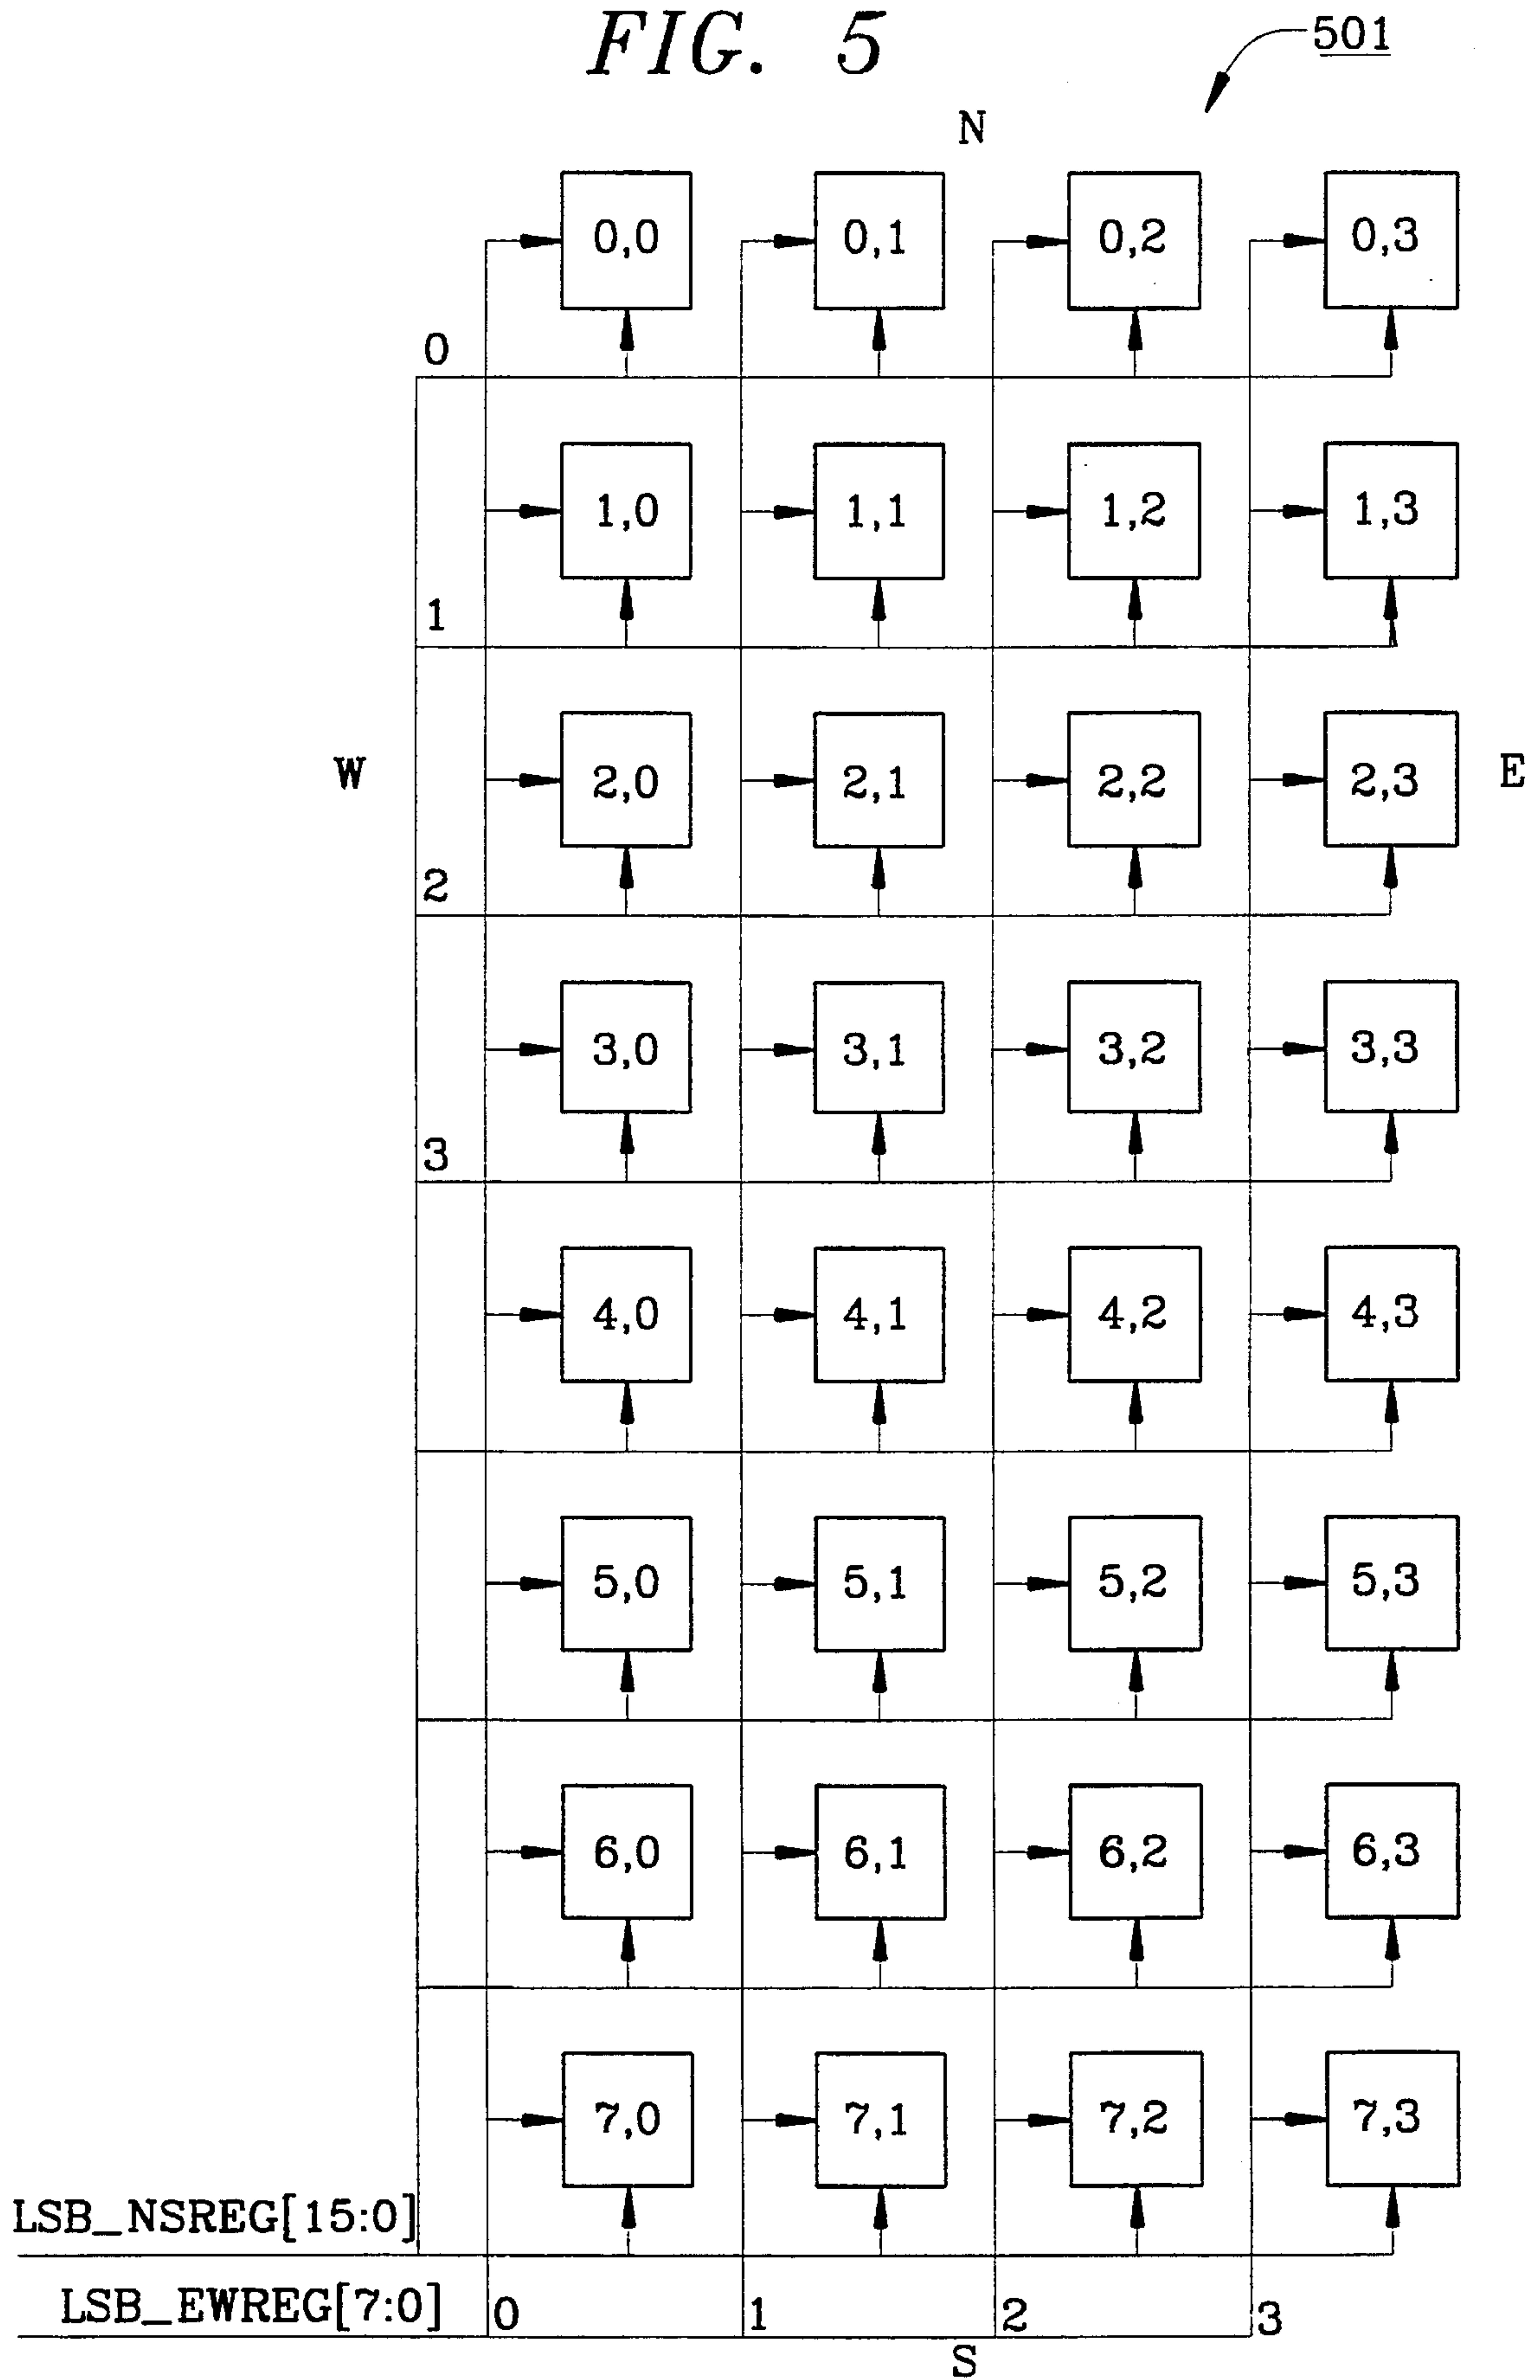 FIG. 5
501
N
0,0 0,1 0,2 0,3
0
1,0 1,1 1,2 1,3
1
W 2,0 2,1 2,2 2,3 E
2
3,0 3,1 3,2 3,3
3
4,0 4,1 4,2 4,3
5,0 5,1 5,2 5,3
6,0 6,1 6,2 6,3
7,0 7,1 7,2 7,3
LSB_NSREG[15:0]
LSB_EWREG[7:0] 0 1 2 3
S